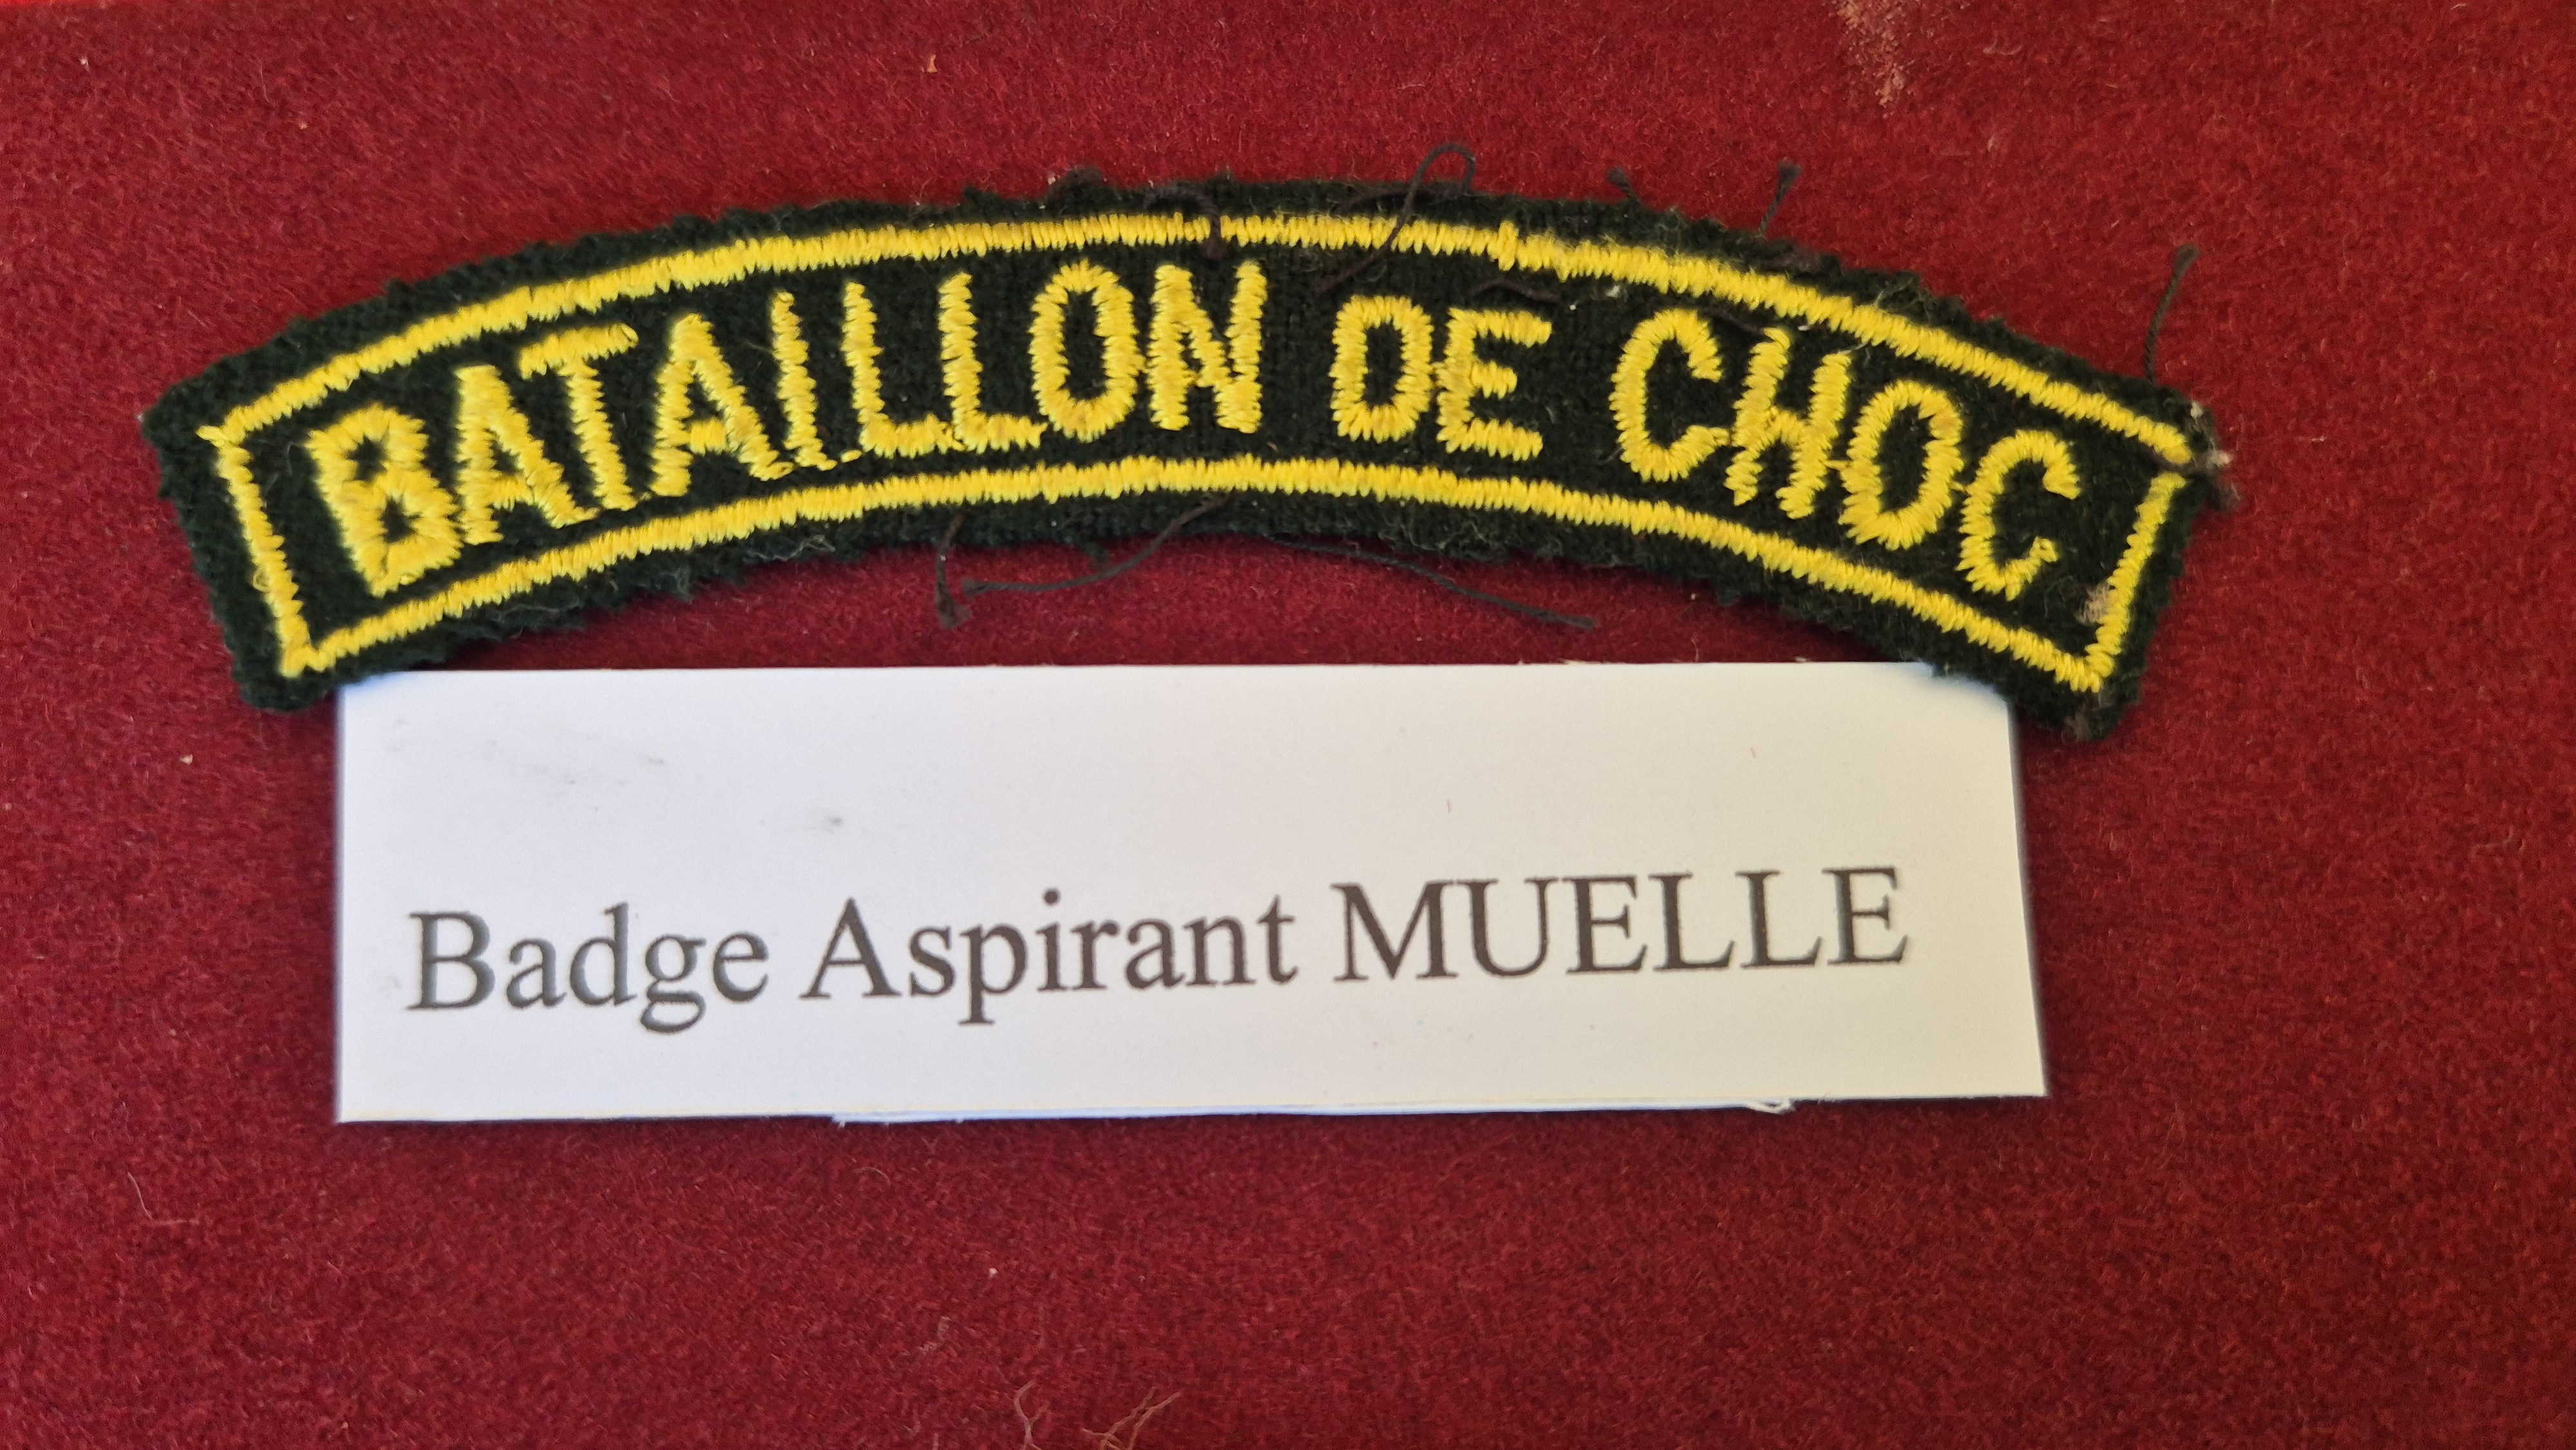 BATAILLON DE CHOC
Badge Aspirant MUELLE